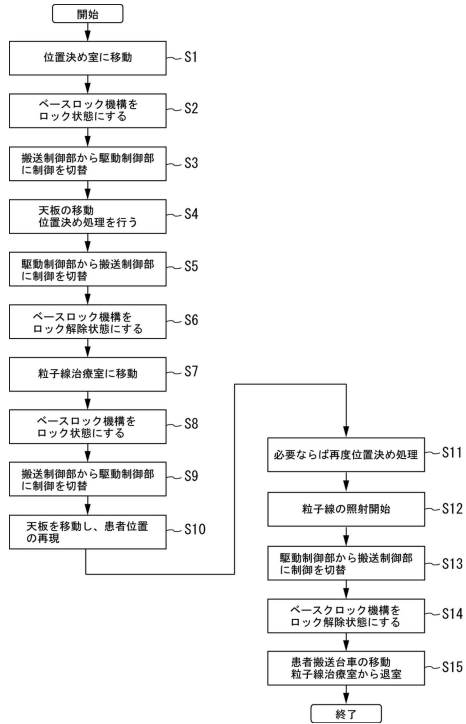 開始
位置決め室に移動
S1
ベースロック機構を
ロック状態にする
S2
搬送制御部から駆動制御部
に制御を切替
S3
天板の移動
位置決め処理を行う
S4
駆動制御部から搬送制御部
に制御を切替
S5
ベースロック機構を
ロック解除状態にする
S6
粒子線治療室に移動
S7
ベースロック機構を
ロック状態にする
S8
搬送制御部から駆動制御部
に制御を切替
S9
天板を移動し、患者位置
の再現
S10
必要ならば再度位置決め処理
S11
粒子線の照射開始
S12
駆動制御部から搬送制御部
に制御を切替
S13
ベースクロック機構を
ロック解除状態にする
S14
患者搬送台車の移動
粒子線治療室から退室
S15
終了